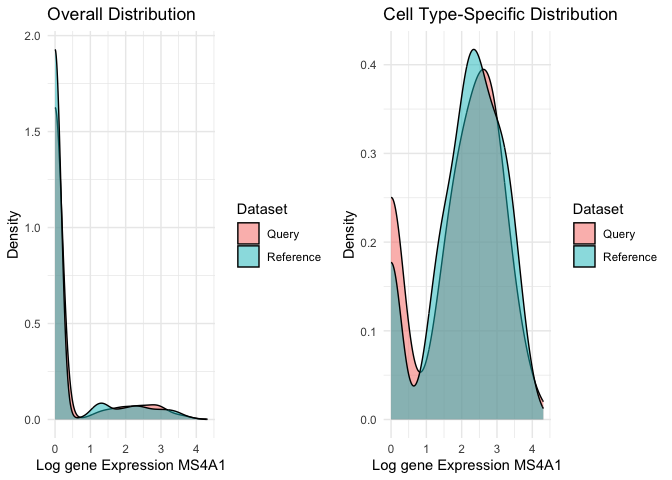 Overall Distribution
2.0
1.5
1.0
0.5
0.0
Density
0 1 2 3 4
Log gene Expression MS4A1
Dataset
Query
Reference
Cell Type-Specific Distribution
0.4
0.3
0.2
0.1
0.0
Density
0 1 2 3 4
Log gene Expression MS4A1
Dataset
Query
Reference